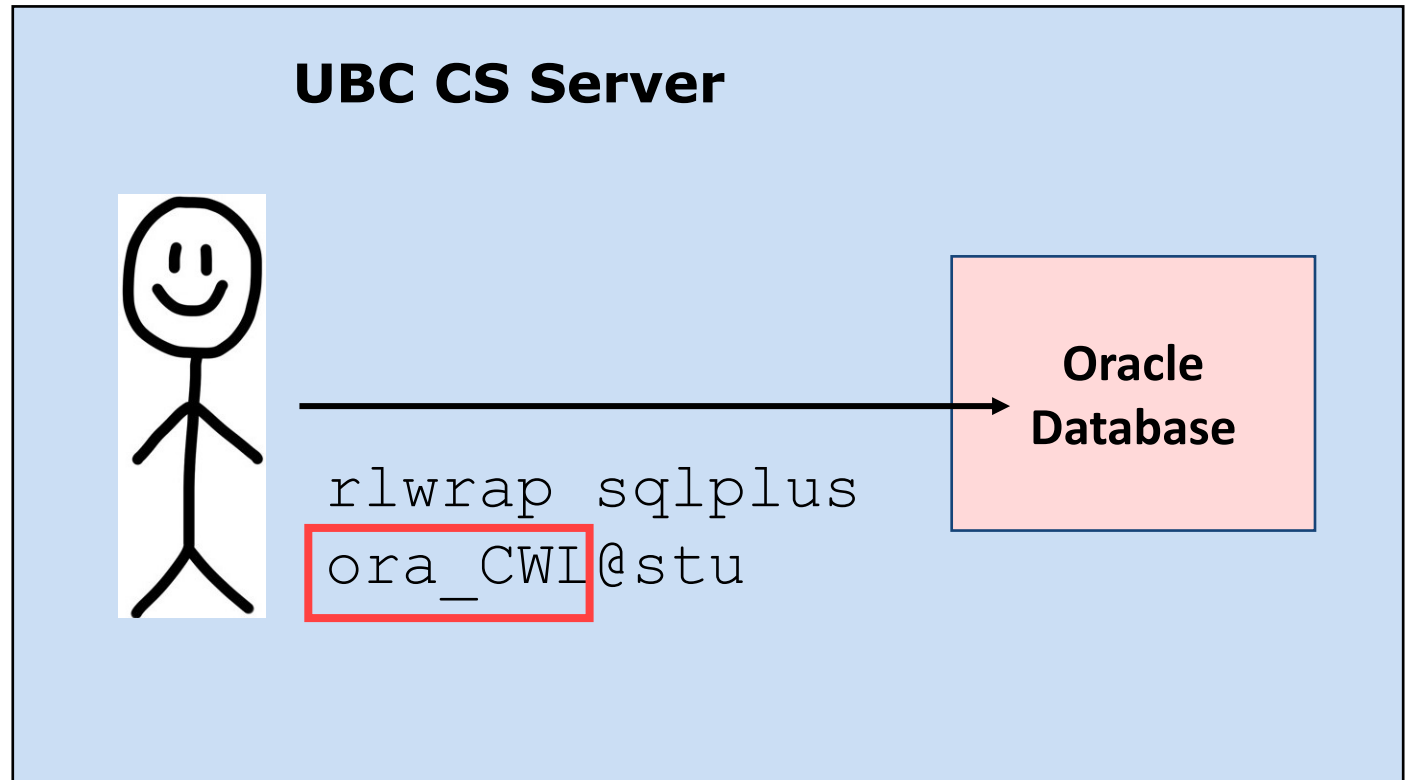 UBC CS Server
Oracle
Database
rlwrap sqlplus
ora_CWL@stu